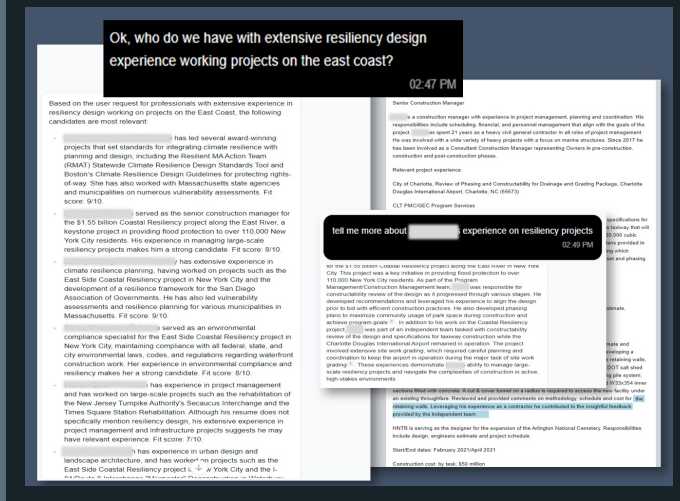 Ok, who do we have with extensive resiliency design
experience working projects on the east coast?
02:47 PM
Based on the user request for professionals with extensive experience in
resiliency design working on projects on the East Coast, the following
candidates are most relevant:
has led several award-winning
projects that set standards for integrating climate resilience with
planning and design, including the Resilient MA Action Team
(RMAT) Statewide Climate Resilience Design Standards Tool and
Boston's Climate Resilience Design Guidelines for protecting rights-
of-way. She has also worked with Massachusetts state agencies
and municipalities on numerous vulnerability assessments. Fit
score: 9/10.
served as the senior construction manager for
the $1.55 billion Coastal Resiliency project along the East River, a
keystone project in providing flood protection to over 110,000 New
York City residents. His experience in managing large-scale
resiliency projects makes him a strong candidate. Fit score: 8/10.
has extensive experience in
climate resilience planning, having worked on projects such as the
East Side Coastal Resiliency project in New York City and the
development of a resilience framework for the San Diego
Association of Governments. He has also led vulnerability
assessments and resilience planning for various municipalities in
Massachusetts. Fit score: 9/10.
served as an environmental
compliance specialist for the East Side Coastal Resiliency project in
New York City, maintaining compliance with all federal, state, and
city environmental laws, codes, and regulations regarding waterfront
construction work. Her experience in environmental compliance and
resiliency makes her a strong candidate. Fit score: 8/10.
has experience in project management
and has worked on large-scale projects such as the rehabilitation of
the New Jersey Turnpike Authority's Secaucus Interchange and the
Times Square Station Rehabilitation. Although his resume does not
specifically mention resiliency design, his extensive experience in
project management and infrastructure projects suggests he may
have relevant experience. Fit score: 7/10.
has experience in urban design and
landscape architecture, and has worked on projects such as the
East Side Coastal Resiliency project in New York City and the I-
Senior Construction Manager
is a construction manager with experience in project management, planning and coordination. His
responsibilities include scheduling, financial, and personnel management that align with the goals of the
project. has spent 21 years as a heavy civil general contractor in all roles of project management.
He was involved with a wide variety of heavy projects with a focus on marine structures. Since 2017 he
has been involved as a Consultant Construction Manager representing Owners in pre-construction,
construction and post-construction phases.
Relevant project experience
City of Charlotte, Review of Phasing and Constructability for Drainage and Grading Package, Charlotte
Douglas International Airport, Charlotte, NC (65673)
CLT PMC/GEC Program Services
specifications for
a taxiway that will
cubic
plans provided in
which
and phasing
tell me more about experience on resiliency projects
02:49 PM
for the $1.55 billion Coastal Resiliency project along the East River in New York
City. This project was a key initiative in providing flood protection to over
110,000 New York City residents. As part of the Program
Management/Construction Management team, was responsible for
constructability review of the design as it progressed through various stages. He
developed recommendations and leveraged his experience to align the design
prior to bid with efficient construction practices. He also developed phasing
plans to maximize community usage of park space during construction and
achieve program goals. In addition to his work on the Coastal Resiliency
project, was part of an independent team tasked with constructability
review of the design and specifications for taxiway construction while the
Charlotte Douglas International Airport remained in operation. The project
involved extensive site work grading, which required careful planning and
coordination to keep the airport in operation during the major task of site work
grading. These experiences demonstrate ability to manage large-
scale resiliency projects and navigate the complexities of construction in active,
high-stakes environments.
estimate,
climate and
developing a
retaining walls,
DOT salt shed
pile system;
W33x354 inner
sections filled with concrete. A cut & cover tunnel on a radius is required to access the new facility under
an existing throughfare. Reviewed and provided comments on methodology, schedule and cost for the
retaining walls. Leveraging his experience as a contractor he contributed to the insightful feedback
provided by the independent team.
HNTB is serving as the designer for the expansion of the Arlington National Cemetery. Responsibilities
include design, engineers estimate and project schedule.
Start/End dates: February 2021/April 2021
Construction cost: by task: $50 million